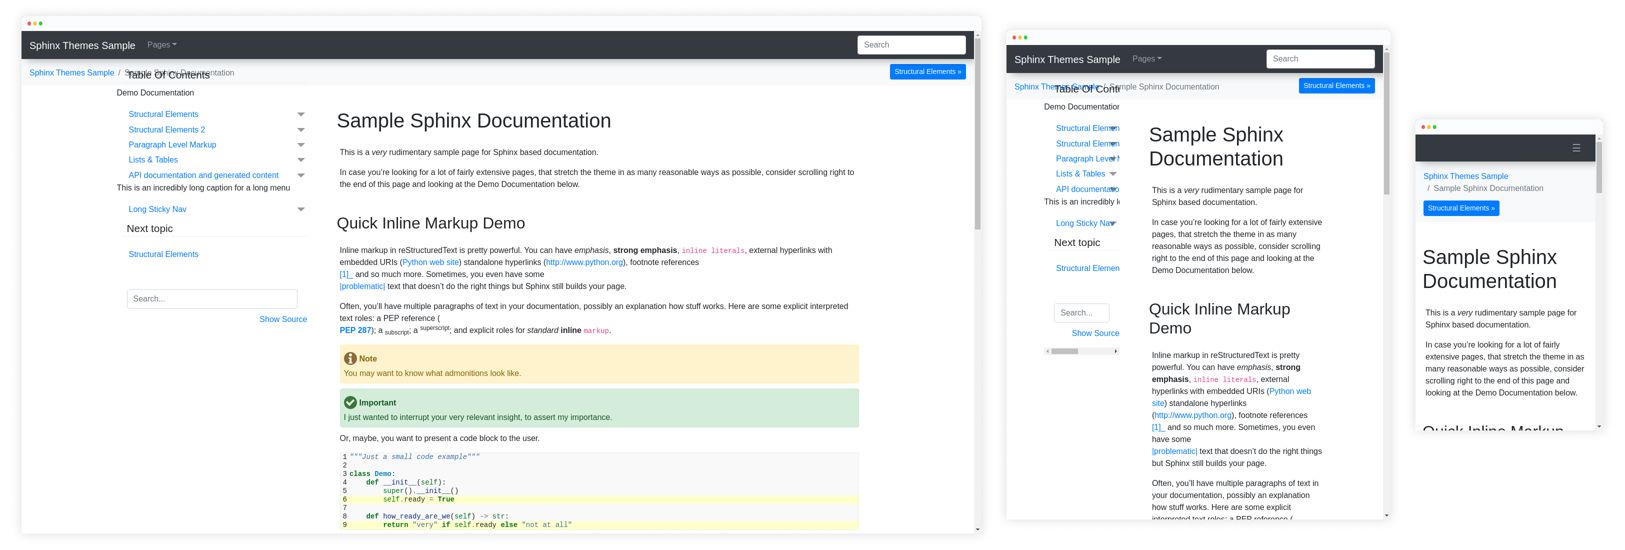 Sphinx Themes Sample Pages Search
Sphinx Themes Sample / Sample Sphinx Documentation Structural Elements »
Table Of Contents
Demo Documentation
Structural Elements
Structural Elements 2
Paragraph Level Markup
Lists & Tables
API documentation and generated content
This is an incredibly long caption for a long menu
Long Sticky Nav
Next topic
Structural Elements
Search...
Show Source
Sample Sphinx Documentation
This is a very rudimentary sample page for Sphinx based documentation.
In case you're looking for a lot of fairly extensive pages, that stretch the theme in as many reasonable ways as possible, consider scrolling right to
the end of this page and looking at the Demo Documentation below.
Quick Inline Markup Demo
Inline markup in reStructuredText is pretty powerful. You can have emphasis, strong emphasis, inline literals, external hyperlinks with
embedded URIs (Python web site) standalone hyperlinks (http://www.python.org), footnote references
[1]_ and so much more. Sometimes, you even have some
|problematic| text that doesn't do the right things but Sphinx still builds your page.
Often, you'll have multiple paragraphs of text in your documentation, possibly an explanation how stuff works. Here are some explicit interpreted
text roles: a PEP reference (
PEP 287); a subscript; a superscript; and explicit roles for standard inline markup.
Note
You may want to know what admonitions look like.
Important
I just wanted to interrupt your very relevant insight, to assert my importance.
Or, maybe, you want to present a code block to the user.
1 """Just a small code example"""
2
3 class Demo:
4     def __init__(self):
5         super().__init__()
6         self.ready = True
7
8     def how_ready_are_we(self) -> str:
9         return "very" if self.ready else "not at all"
Sphinx Themes Sample Pages Search
Sphinx Themes Sample / Sample Sphinx Documentation Structural Elements »
Table Of Conte
Demo Documentation
Structural Elemen
Structural Elemen
Paragraph Level M
Lists & Tables
API documentatio
This is an incredibly lo
Long Sticky Nav
Next topic
Structural Elemen
Search...
Show Source
Sample Sphinx
Documentation
This is a very rudimentary sample page for
Sphinx based documentation.
In case you're looking for a lot of fairly extensive
pages, that stretch the theme in as many
reasonable ways as possible, consider scrolling
right to the end of this page and looking at the
Demo Documentation below.
Quick Inline Markup
Demo
Inline markup in reStructuredText is pretty
powerful. You can have emphasis, strong
emphasis, inline literals, external
hyperlinks with embedded URIs (Python web
site) standalone hyperlinks
(http://www.python.org), footnote references
[1]_ and so much more. Sometimes, you even
have some
|problematic| text that doesn't do the right things
but Sphinx still builds your page.
Often, you'll have multiple paragraphs of text in
your documentation, possibly an explanation
how stuff works. Here are some explicit
interpreted text roles: a PEP reference (
☰
Sphinx Themes Sample
/ Sample Sphinx Documentation
Structural Elements »
Sample Sphinx
Documentation
This is a very rudimentary sample page for
Sphinx based documentation.
In case you're looking for a lot of fairly
extensive pages, that stretch the theme in as
many reasonable ways as possible, consider
scrolling right to the end of this page and
looking at the Demo Documentation below.
Quick Inline Markup